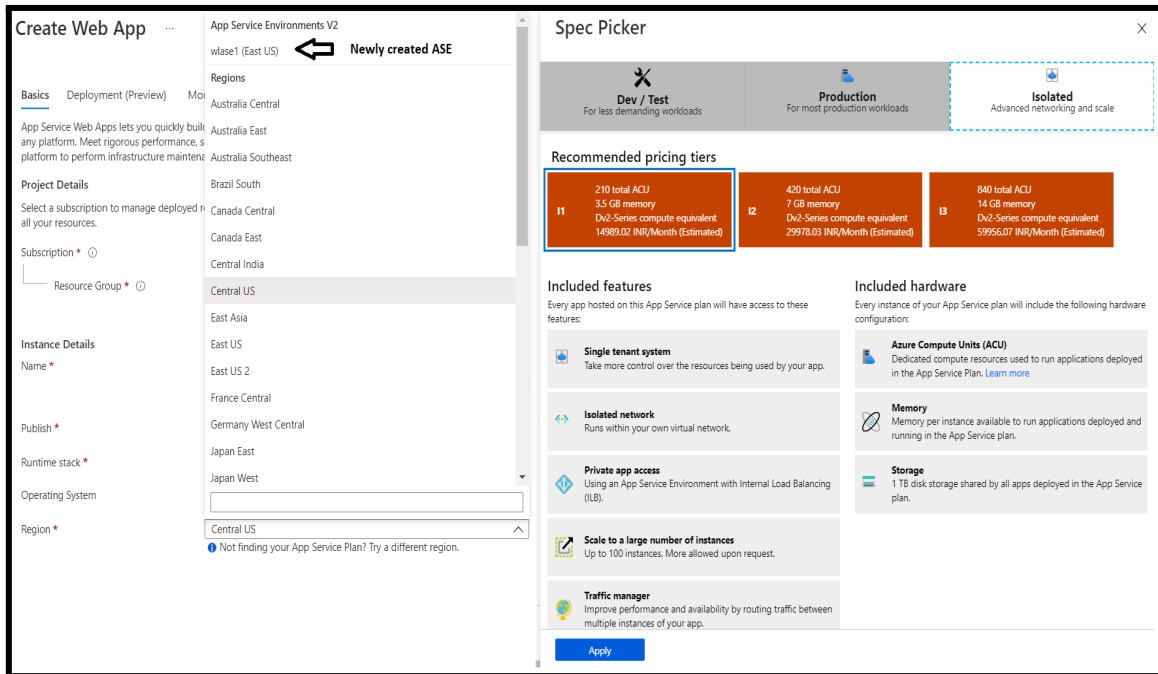 Create Web App ...
Basics Deployment (Preview) Mo
App Service Web Apps lets you quickly build
any platform. Meet rigorous performance, s
platform to perform infrastructure maintena
Project Details
Select a subscription to manage deployed r
all your resources.
Subscription *
Resource Group *
Instance Details
Name *
Publish *
Runtime stack *
Operating System
Region *
App Service Environments V2
wlase1 (East US)
Newly created ASE
Regions
Australia Central
Australia East
Australia Southeast
Brazil South
Canada Central
Canada East
Central India
Central US
East Asia
East US
East US 2
France Central
Germany West Central
Japan East
Japan West
Central US
Not finding your App Service Plan? Try a different region.
Spec Picker
Dev / Test
For less demanding workloads
Production
For most production workloads
Isolated
Advanced networking and scale
Recommended pricing tiers
I1
210 total ACU
3.5 GB memory
Dv2-Series compute equivalent
14989.02 INR/Month (Estimated)
I2
420 total ACU
7 GB memory
Dv2-Series compute equivalent
29978.03 INR/Month (Estimated)
I3
840 total ACU
14 GB memory
Dv2-Series compute equivalent
59956.07 INR/Month (Estimated)
Included features
Every app hosted on this App Service plan will have access to these
features:
Single tenant system
Take more control over the resources being used by your app.
Isolated network
Runs within your own virtual network.
Private app access
Using an App Service Environment with Internal Load Balancing
(ILB).
Scale to a large number of instances
Up to 100 instances. More allowed upon request.
Traffic manager
Improve performance and availability by routing traffic between
multiple instances of your app.
Included hardware
Every instance of your App Service plan will include the following hardware
configuration:
Azure Compute Units (ACU)
Dedicated compute resources used to run applications deployed
in the App Service Plan. Learn more
Memory
Memory per instance available to run applications deployed and
running in the App Service plan.
Storage
1 TB disk storage shared by all apps deployed in the App Service
plan.
Apply